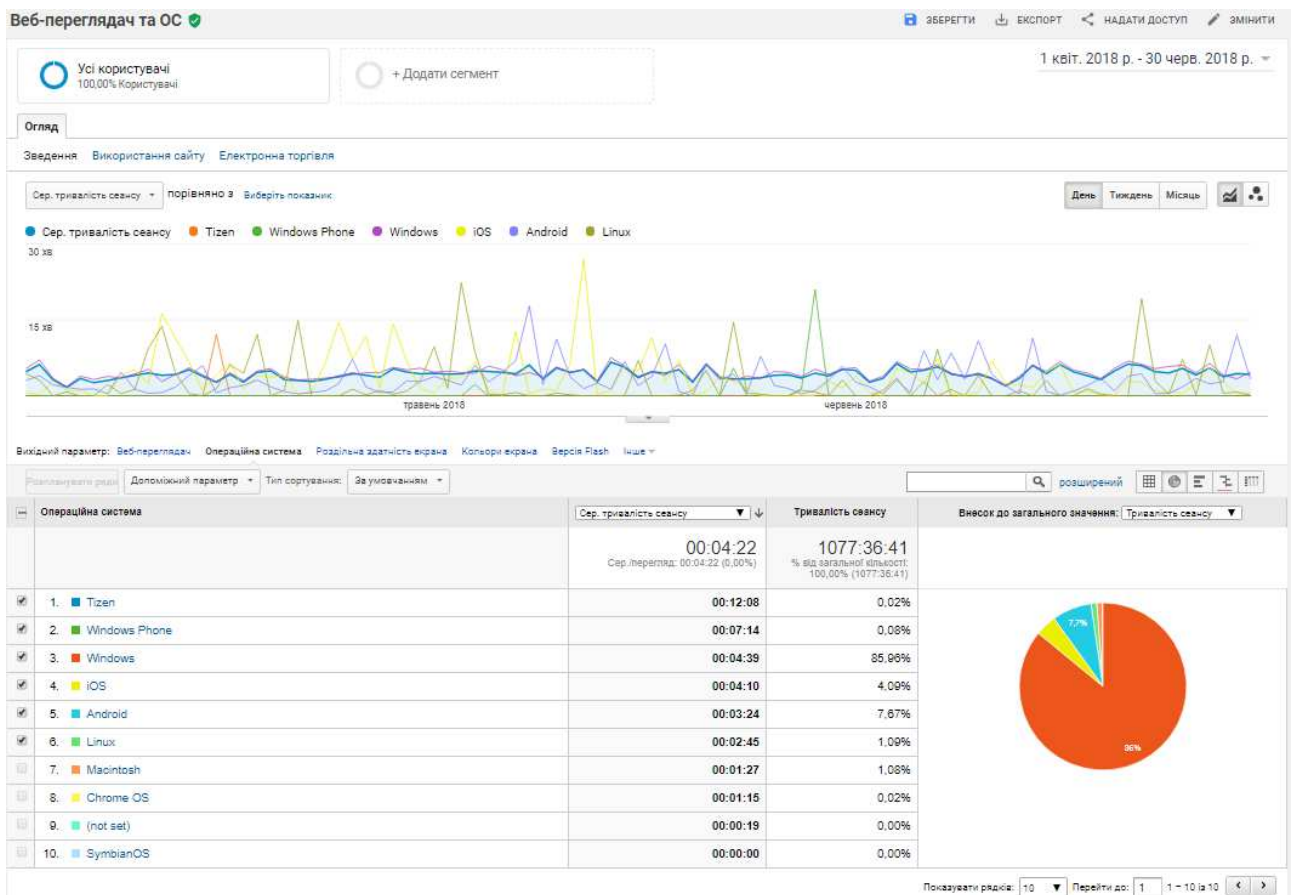 Веб-переглядач та ОС
ЗБЕРЕГТИ ЕКСПОРТ НАДАТИ ДОСТУП ЗМІНИТИ
Усі користувачі
100,00% Користувачі
+ Додати сегмент
1 квіт. 2018 р. - 30 черв. 2018 р.
Огляд
Зведення Використання сайту Електронна торгівля
Сер. тривалість сеансу порівняно з Виберіть показник
День Тиждень Місяць
Сер. тривалість сеансу Tizen Windows Phone Windows iOS Android Linux
30 хв
15 хв
травень 2018 червень 2018
Вихідний параметр: Веб-переглядач Операційна система Роздільна здатність екрана Кольори екрана Версія Flash Інше
Розпланувати рядки Допоміжний параметр Тип сортування: За умовчанням розширений
Операційна система Сер. тривалість сеансу Тривалість сеансу Внесок до загального значення: Тривалість сеансу
00:04:22 1077:36:41
Сер./перегляд: 00:04:22 (0,00%) % від загальної кількості:
100,00% (1077:36:41)
1. Tizen 00:12:08 0,02%
2. Windows Phone 00:07:14 0,08%
3. Windows 00:04:39 85,96%
4. iOS 00:04:10 4,09%
5. Android 00:03:24 7,67%
6. Linux 00:02:45 1,09%
7. Macintosh 00:01:27 1,08%
8. Chrome OS 00:01:15 0,02%
9. (not set) 00:00:19 0,00%
10. SymbianOS 00:00:00 0,00%
7,7%
86%
Показувати рядків: 10 Перейти до: 1 1 – 10 із 10